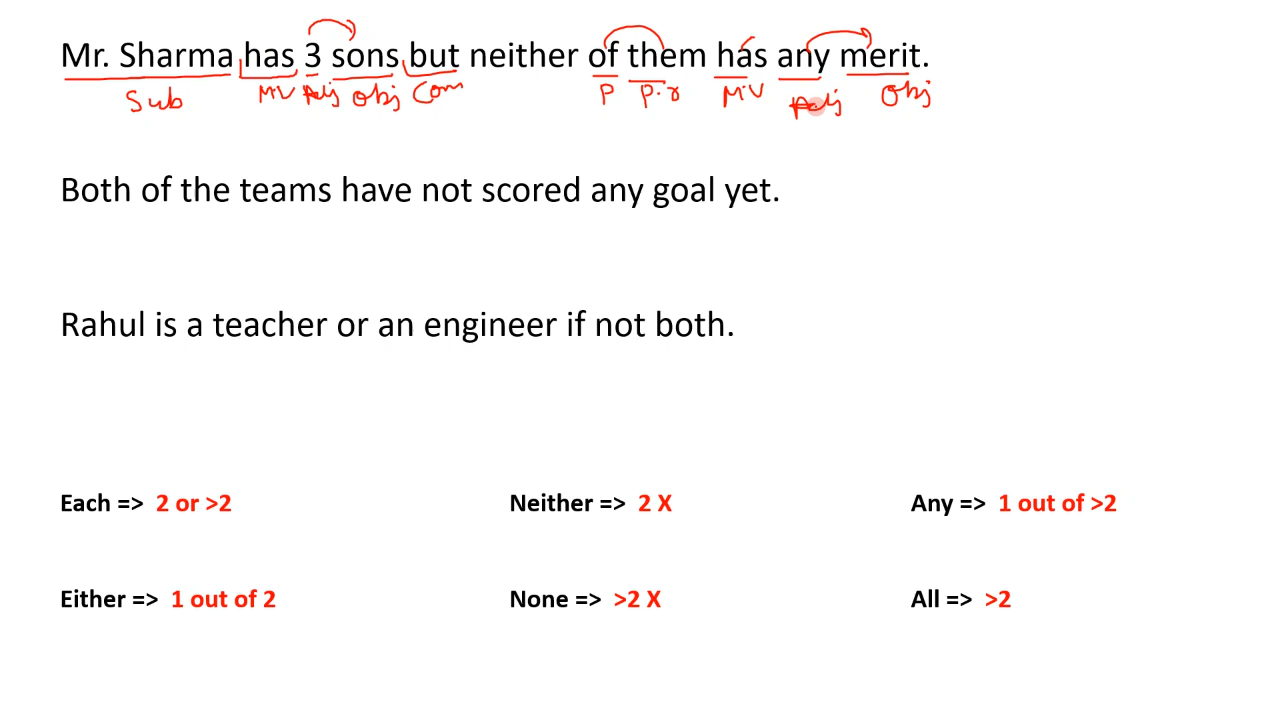 Mr. Sharma has 3 sons but neither of them has any merit.
Sub MV Adj Obj Con P P.r M.V Adj Obj
Both of the teams have not scored any goal yet.
Rahul is a teacher or an engineer if not both.
Each => 2 or >2 Neither => 2 X Any => 1 out of >2
Either => 1 out of 2 None => >2 X All => >2